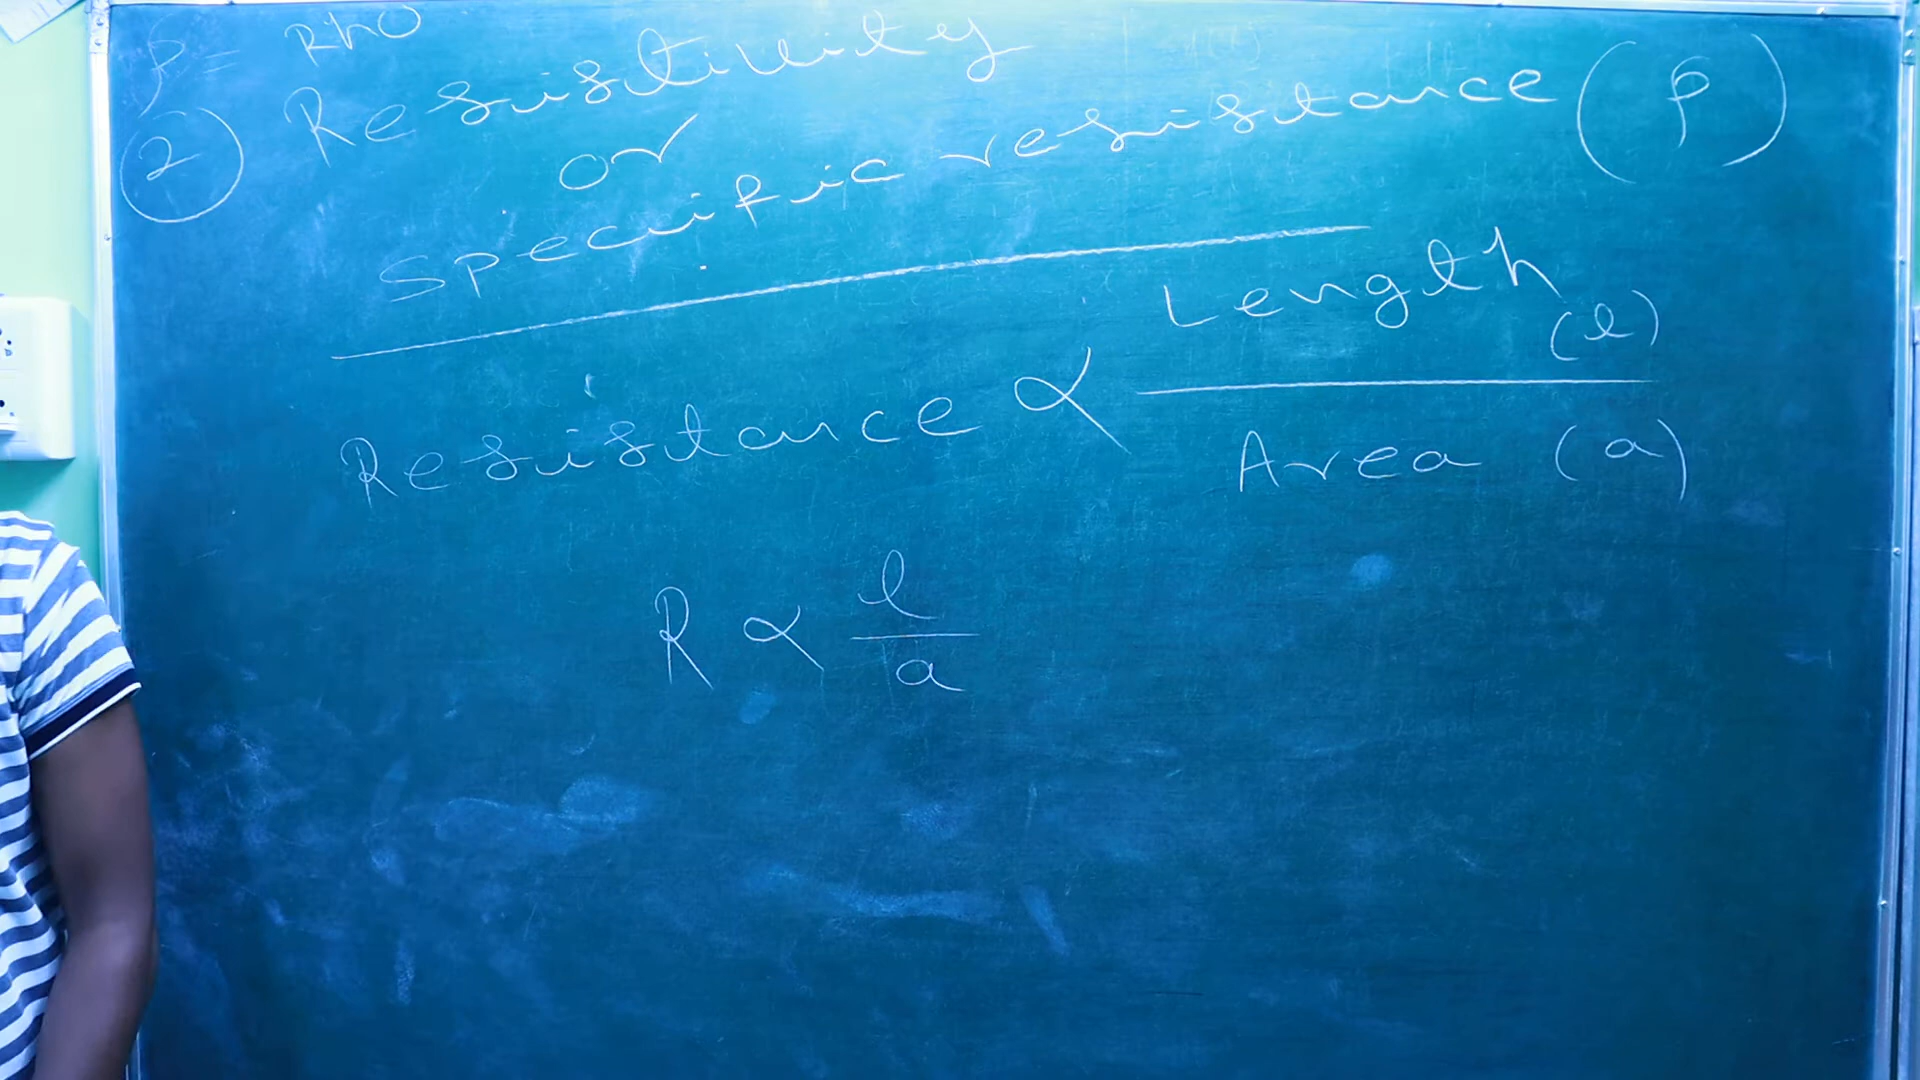 ρ = Rho
② Resistivity
or
Specific resistance (ρ)
Length (l)
Resistance ∝ ―――
Area (a)
R ∝ l/a